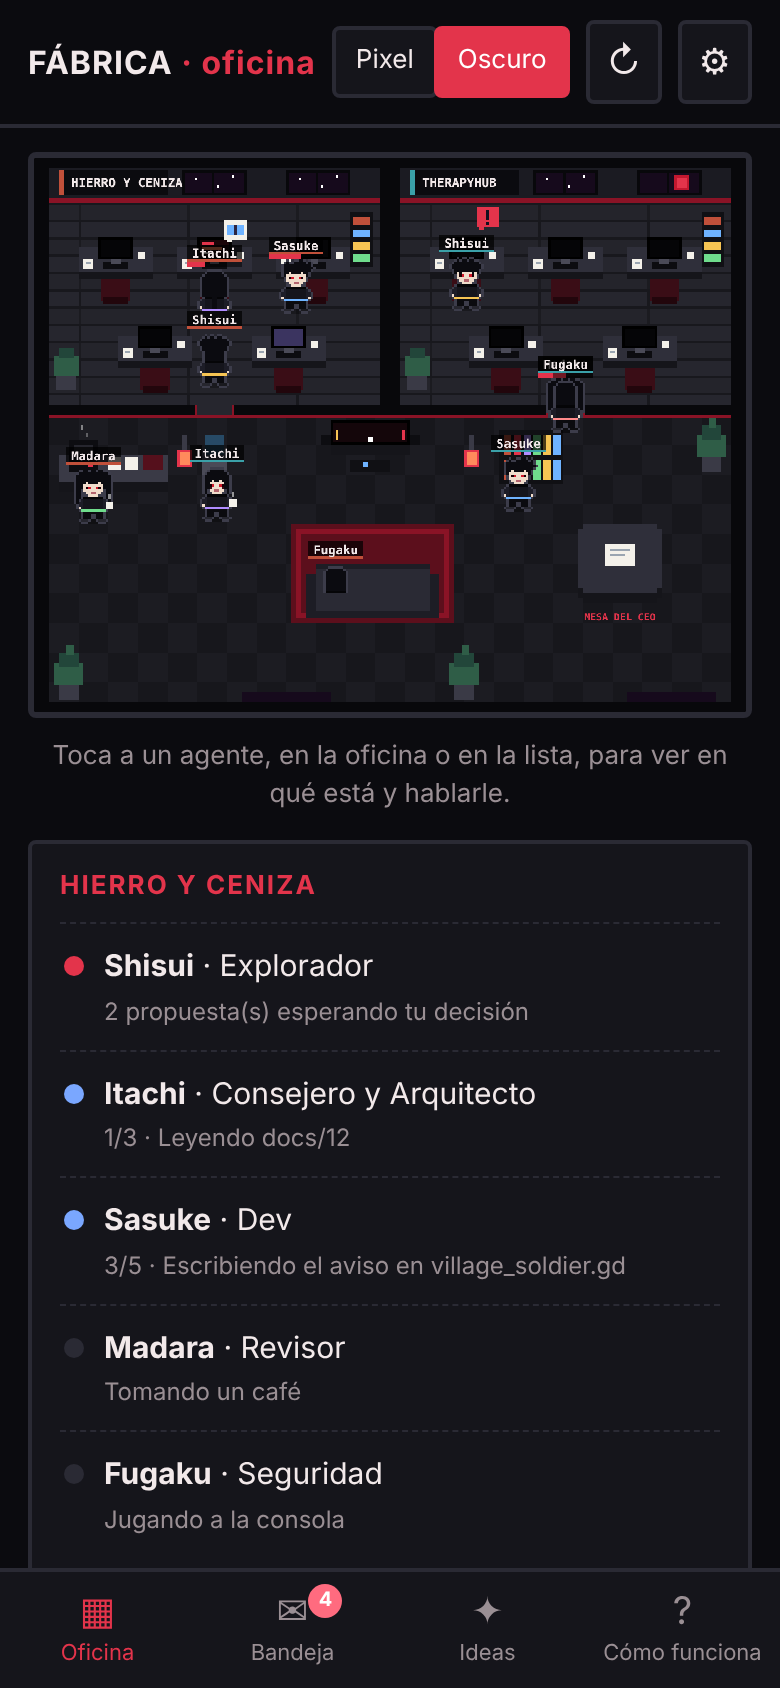 FÁBRICA · oficina
Pixel
Oscuro
HIERRO Y CENIZA
THERAPYHUB
Itachi
Sasuke
Shisui
Shisui
Fugaku
Madara
Itachi
Sasuke
Fugaku
MESA DEL CEO
Toca a un agente, en la oficina o en la lista, para ver en
qué está y hablarle.
HIERRO Y CENIZA
Shisui · Explorador
2 propuesta(s) esperando tu decisión
Itachi · Consejero y Arquitecto
1/3 · Leyendo docs/12
Sasuke · Dev
3/5 · Escribiendo el aviso en village_soldier.gd
Madara · Revisor
Tomando un café
Fugaku · Seguridad
Jugando a la consola
4
Oficina
Bandeja
Ideas
?
Cómo funciona